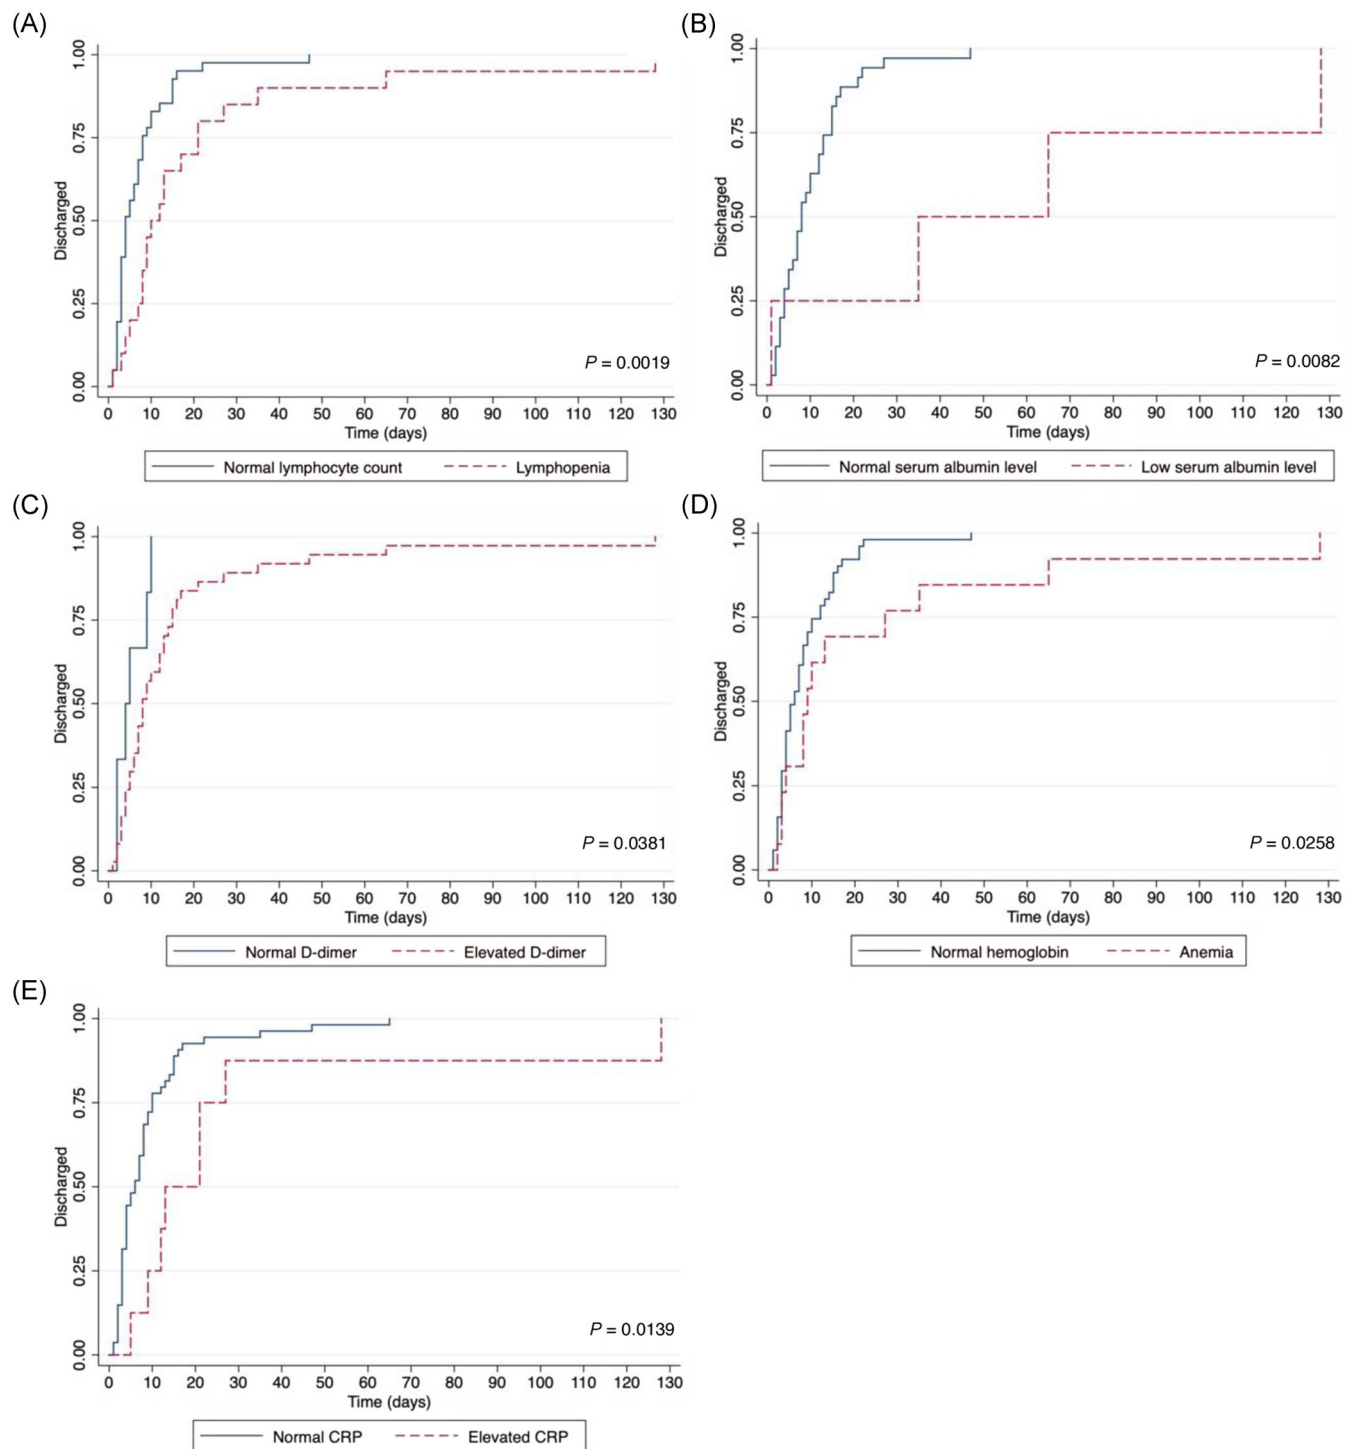 (A)
1.00
0.75
0.50
0.25
0.00
Discharged
P = 0.0019
0 10 20 30 40 50 60 70 80 90 100 110 120 130
Time (days)
Normal lymphocyte count Lymphopenia
(B)
1.00
0.75
0.50
0.25
0.00
Discharged
P = 0.0082
0 10 20 30 40 50 60 70 80 90 100 110 120 130
Time (days)
Normal serum albumin level Low serum albumin level
(C)
1.00
0.75
0.50
0.25
0.00
Discharged
P = 0.0381
0 10 20 30 40 50 60 70 80 90 100 110 120 130
Time (days)
Normal D-dimer Elevated D-dimer
(D)
1.00
0.75
0.50
0.25
0.00
Discharged
P = 0.0258
0 10 20 30 40 50 60 70 80 90 100 110 120 130
Time (days)
Normal hemoglobin Anemia
(E)
1.00
0.75
0.50
0.25
0.00
Discharged
P = 0.0139
0 10 20 30 40 50 60 70 80 90 100 110 120 130
Time (days)
Normal CRP Elevated CRP